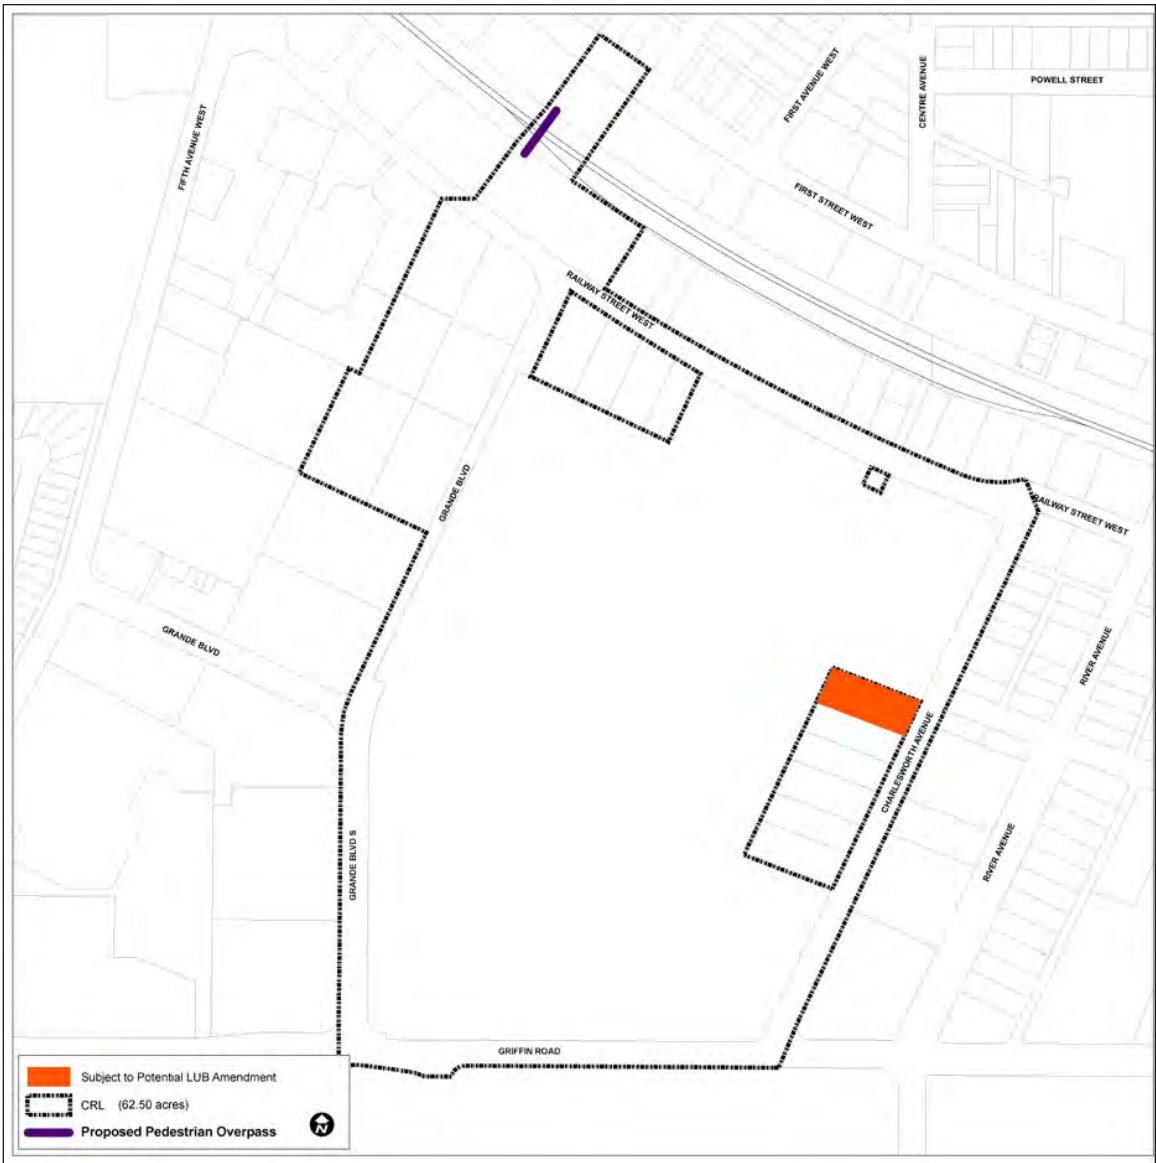 POWELL STREET
FIRST AVENUE WEST
CENTRE AVENUE
FIFTH AVENUE WEST
FIRST STREET WEST
RAILWAY STREET WEST
GRANDE BLVD
RAILWAY STREET WEST
GRANDE BLVD
RIVER AVENUE
CHARLESWORTH AVENUE
RIVER AVENUE
GRANDE BLVD S
GRIFFIN ROAD
Subject to Potential LUB Amendment
CRL (62.50 acres)
Proposed Pedestrian Overpass
N